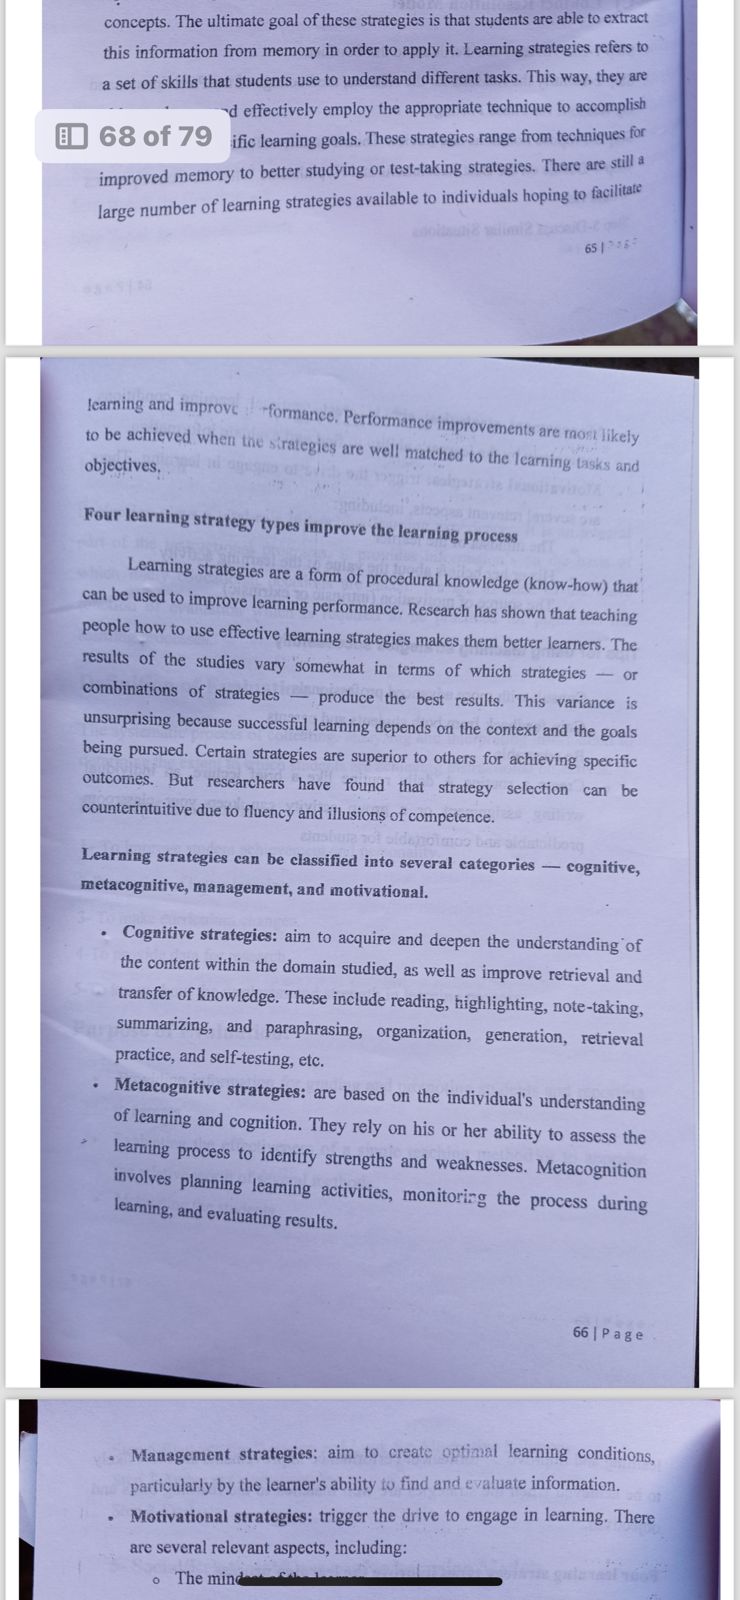 concepts. The ultimate goal of these strategies is that students are able to extract
this information from memory in order to apply it. Learning strategies refers to
a set of skills that students use to understand different tasks. This way, they are
effectively employ the appropriate technique to accomplish
68 of 79
learning goals. These strategies range from techniques for
improved memory to better studying or test-taking strategies. There are still a
large number of learning strategies available to individuals hoping to facilitate
65 |
learning and improve formance. Performance improvements are most likely
to be achieved when the strategies are well matched to the learning tasks and
objectives.
Four learning strategy types improve the learning process
Learning strategies are a form of procedural knowledge (know-how) that
can be used to improve learning performance. Research has shown that teaching
people how to use effective learning strategies makes them better learners. The
results of the studies vary somewhat in terms of which strategies — or
combinations of strategies — produce the best results. This variance is
unsurprising because successful learning depends on the context and the goals
being pursued. Certain strategies are superior to others for achieving specific
outcomes. But researchers have found that strategy selection can be
counterintuitive due to fluency and illusions of competence.
Learning strategies can be classified into several categories — cognitive,
metacognitive, management, and motivational.
• Cognitive strategies: aim to acquire and deepen the understanding of
the content within the domain studied, as well as improve retrieval and
transfer of knowledge. These include reading, highlighting, note-taking,
summarizing, and paraphrasing, organization, generation, retrieval
practice, and self-testing, etc.
• Metacognitive strategies: are based on the individual's understanding
of learning and cognition. They rely on his or her ability to assess the
learning process to identify strengths and weaknesses. Metacognition
involves planning learning activities, monitoring the process during
learning, and evaluating results.
66 | Page
• Management strategies: aim to create optimal learning conditions,
particularly by the learner's ability to find and evaluate information.
• Motivational strategies: trigger the drive to engage in learning. There
are several relevant aspects, including:
o The